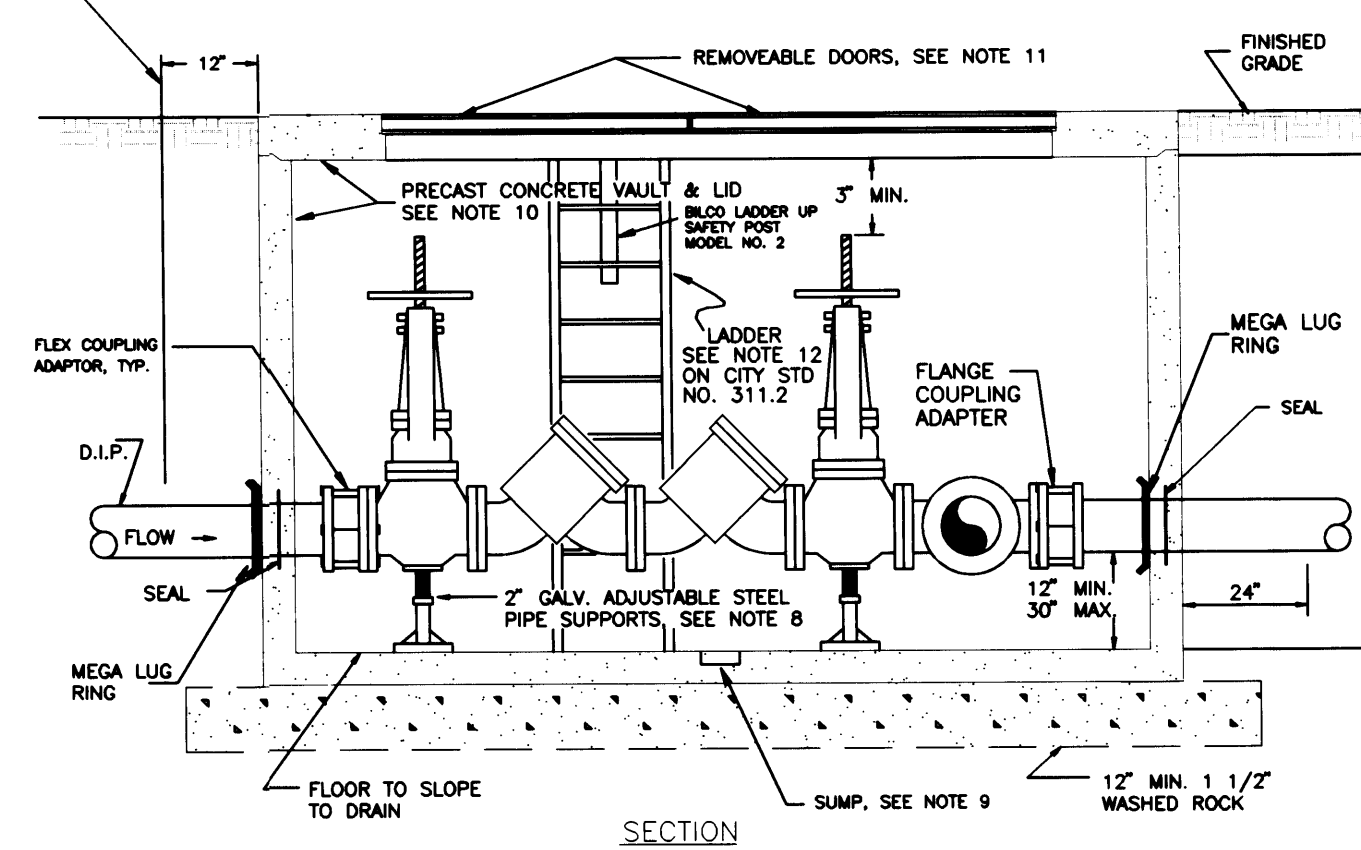 12"
REMOVEABLE DOORS, SEE NOTE 11
FINISHED
GRADE
PRECAST CONCRETE VAULT & LID
SEE NOTE 10
BILCO LADDER UP
SAFETY POST
MODEL NO. 2
3" MIN.
FLEX COUPLING
ADAPTOR, TYP.
LADDER
SEE NOTE 12
ON CITY STD
NO. 311.2
FLANGE
COUPLING
ADAPTER
MEGA LUG
RING
SEAL
D.I.P.
FLOW
SEAL
2" GALV. ADJUSTABLE STEEL
PIPE SUPPORTS, SEE NOTE 8
12" MIN.
30" MAX.
24"
MEGA LUG
RING
FLOOR TO SLOPE
TO DRAIN
SUMP, SEE NOTE 9
12" MIN. 1 1/2"
WASHED ROCK
SECTION